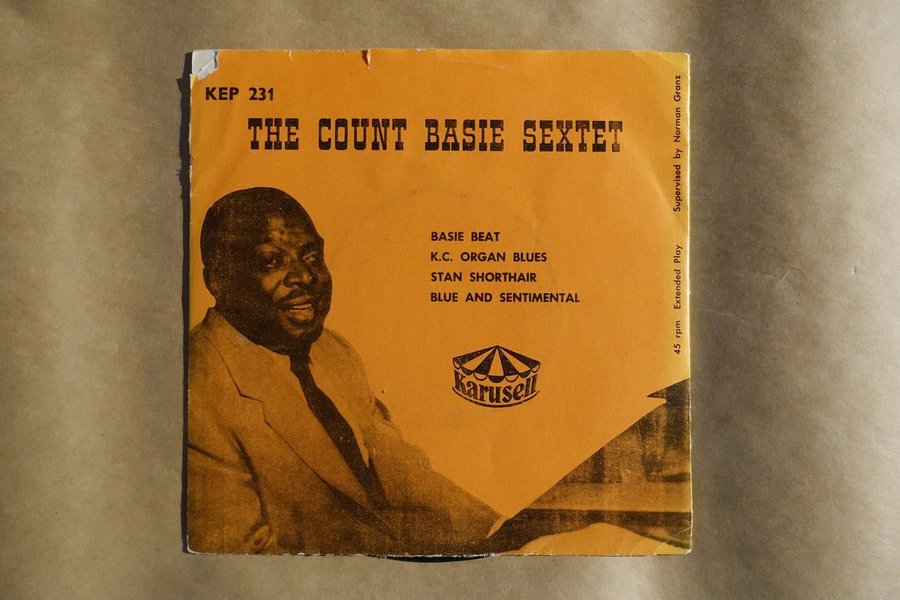 KEP 231
THE COUNT BASIE SEXTET
BASIE BEAT
K.C. ORGAN BLUES
STAN SHORTHAIR
BLUE AND SENTIMENTAL
Karusell
45 rpm Extended Play Supervised by Norman Granz